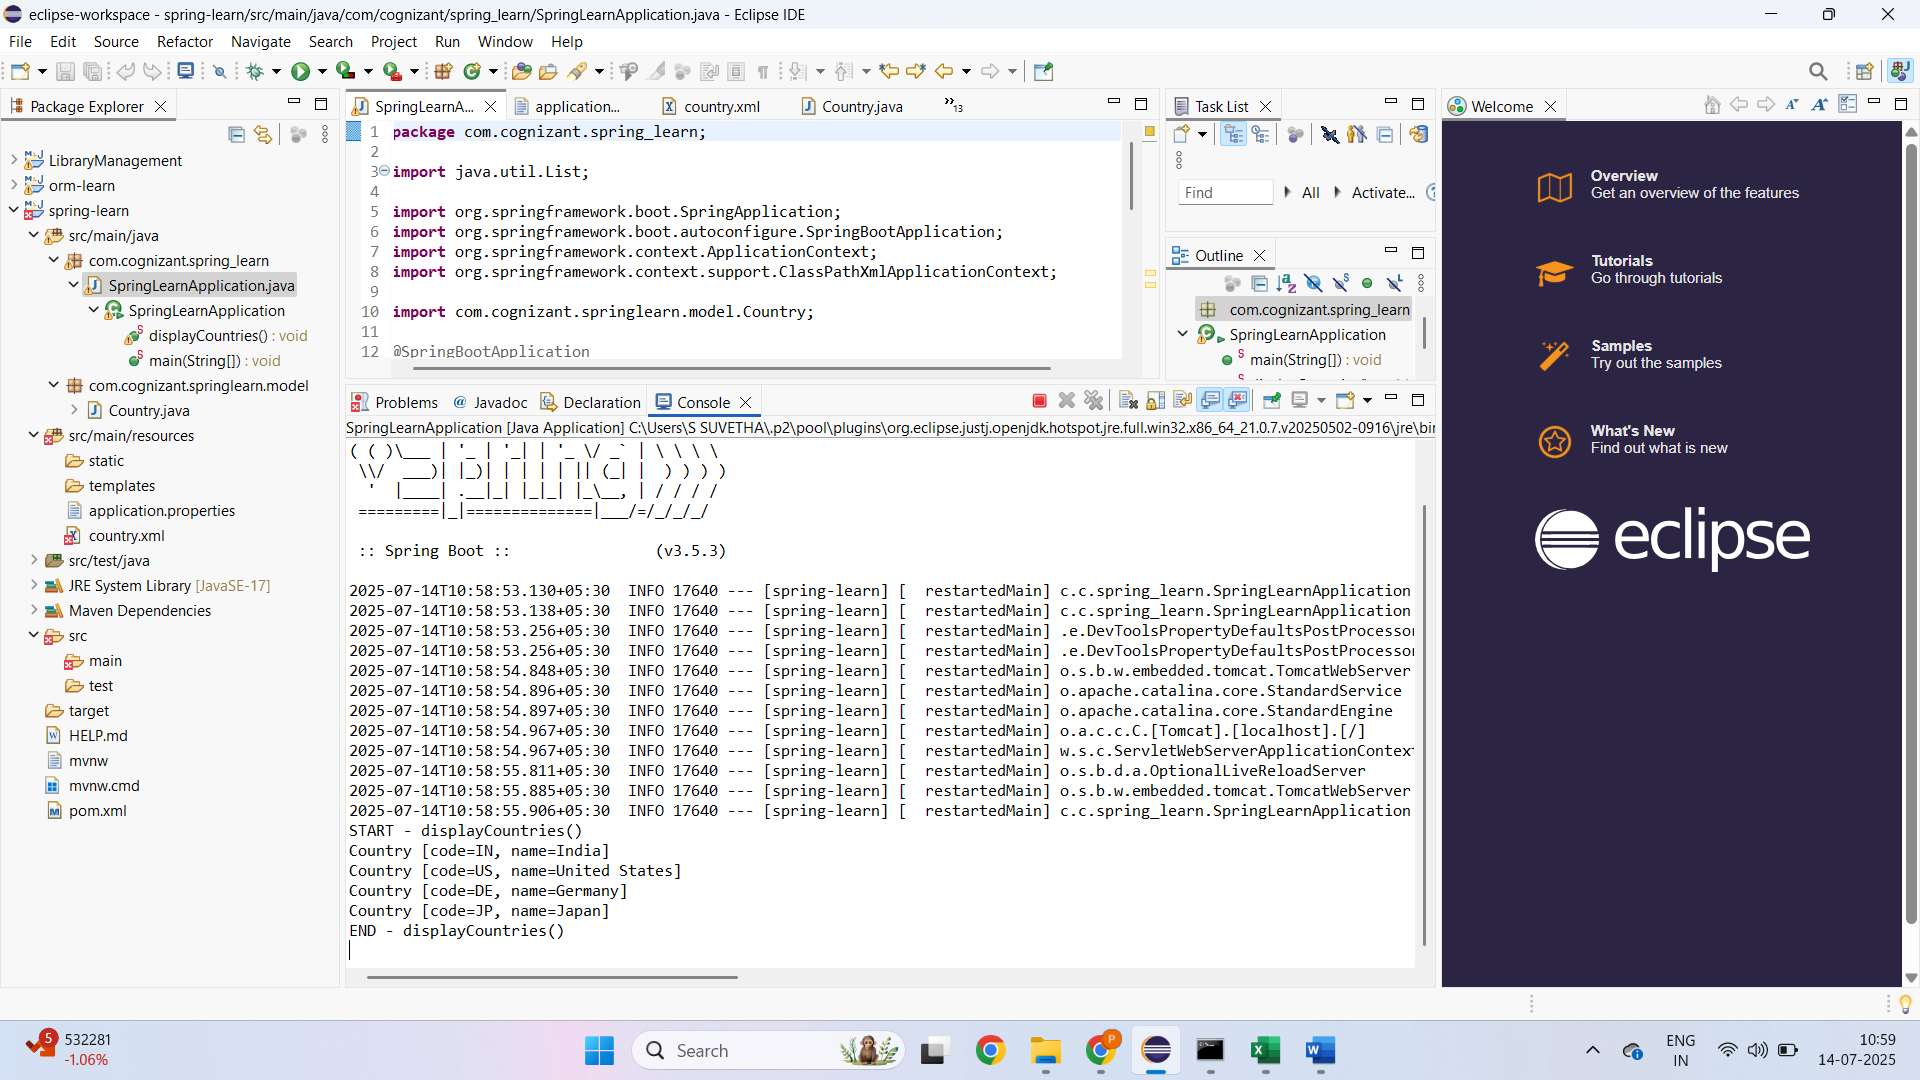 eclipse-workspace - spring-learn/src/main/java/com/cognizant/spring_learn/SpringLearnApplication.java - Eclipse IDE
File Edit Source Refactor Navigate Search Project Run Window Help
Package Explorer
LibraryManagement
orm-learn
spring-learn
src/main/java
com.cognizant.spring_learn
SpringLearnApplication.java
SpringLearnApplication
displayCountries() : void
main(String[]) : void
com.cognizant.springlearn.model
Country.java
src/main/resources
static
templates
application.properties
country.xml
src/test/java
JRE System Library [JavaSE-17]
Maven Dependencies
src
main
test
target
HELP.md
mvnw
mvnw.cmd
pom.xml
SpringLearnA... application... country.xml Country.java »13
1 package com.cognizant.spring_learn;
2
3 import java.util.List;
4
5 import org.springframework.boot.SpringApplication;
6 import org.springframework.boot.autoconfigure.SpringBootApplication;
7 import org.springframework.context.ApplicationContext;
8 import org.springframework.context.support.ClassPathXmlApplicationContext;
9
10 import com.cognizant.springlearn.model.Country;
11
12 @SpringBootApplication
Problems @ Javadoc Declaration Console
SpringLearnApplication [Java Application] C:\Users\S SUVETHA\.p2\pool\plugins\org.eclipse.justj.openjdk.hotspot.jre.full.win32.x86_64_21.0.7.v20250502-0916\jre\bin
( ( )\___ | '_ | '_| | '_ \/ _` | \ \ \ \
 \\/  ___)| |_)| | | | | || (_| |  ) ) ) )
  '  |____| .__|_| |_|_| |_\__, | / / / /
 =========|_|==============|___/=/_/_/_/
:: Spring Boot :: (v3.5.3)
2025-07-14T10:58:53.130+05:30  INFO 17640 --- [spring-learn] [  restartedMain] c.c.spring_learn.SpringLearnApplication
2025-07-14T10:58:53.138+05:30  INFO 17640 --- [spring-learn] [  restartedMain] c.c.spring_learn.SpringLearnApplication
2025-07-14T10:58:53.256+05:30  INFO 17640 --- [spring-learn] [  restartedMain] .e.DevToolsPropertyDefaultsPostProcessor
2025-07-14T10:58:53.256+05:30  INFO 17640 --- [spring-learn] [  restartedMain] .e.DevToolsPropertyDefaultsPostProcessor
2025-07-14T10:58:54.848+05:30  INFO 17640 --- [spring-learn] [  restartedMain] o.s.b.w.embedded.tomcat.TomcatWebServer
2025-07-14T10:58:54.896+05:30  INFO 17640 --- [spring-learn] [  restartedMain] o.apache.catalina.core.StandardService
2025-07-14T10:58:54.897+05:30  INFO 17640 --- [spring-learn] [  restartedMain] o.apache.catalina.core.StandardEngine
2025-07-14T10:58:54.967+05:30  INFO 17640 --- [spring-learn] [  restartedMain] o.a.c.c.C.[Tomcat].[localhost].[/]
2025-07-14T10:58:54.967+05:30  INFO 17640 --- [spring-learn] [  restartedMain] w.s.c.ServletWebServerApplicationContext
2025-07-14T10:58:55.811+05:30  INFO 17640 --- [spring-learn] [  restartedMain] o.s.b.d.a.OptionalLiveReloadServer
2025-07-14T10:58:55.885+05:30  INFO 17640 --- [spring-learn] [  restartedMain] o.s.b.w.embedded.tomcat.TomcatWebServer
2025-07-14T10:58:55.906+05:30  INFO 17640 --- [spring-learn] [  restartedMain] c.c.spring_learn.SpringLearnApplication
START - displayCountries()
Country [code=IN, name=India]
Country [code=US, name=United States]
Country [code=DE, name=Germany]
Country [code=JP, name=Japan]
END - displayCountries()
Task List
Find All Activate...
Outline
com.cognizant.spring_learn
SpringLearnApplication
main(String[]) : void
Welcome
Overview
Get an overview of the features
Tutorials
Go through tutorials
Samples
Try out the samples
What's New
Find out what is new
eclipse
5
532281
-1.06%
Search
P
ENG
IN
10:59
14-07-2025